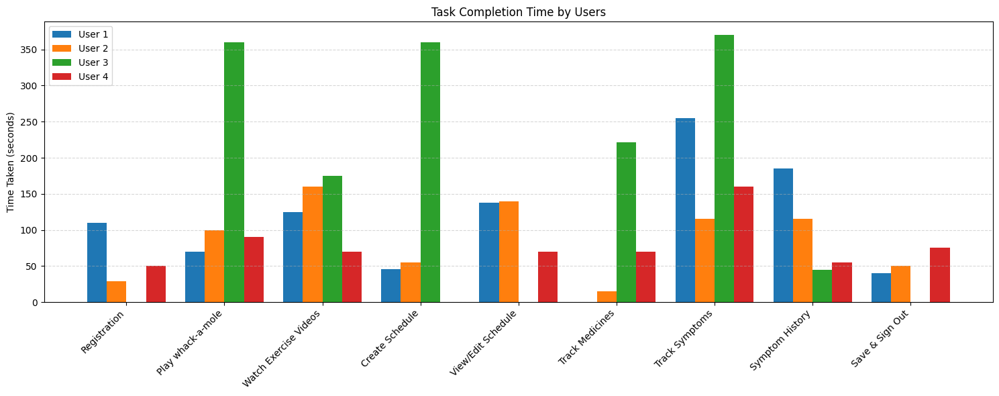 Task Completion Time by Users
User 1
User 2
User 3
User 4
Time Taken (seconds)
350
300
250
200
150
100
50
0
Registration
Play whack-a-mole
Watch Exercise Videos
Create Schedule
View/Edit Schedule
Track Medicines
Track Symptoms
Symptom History
Save & Sign Out